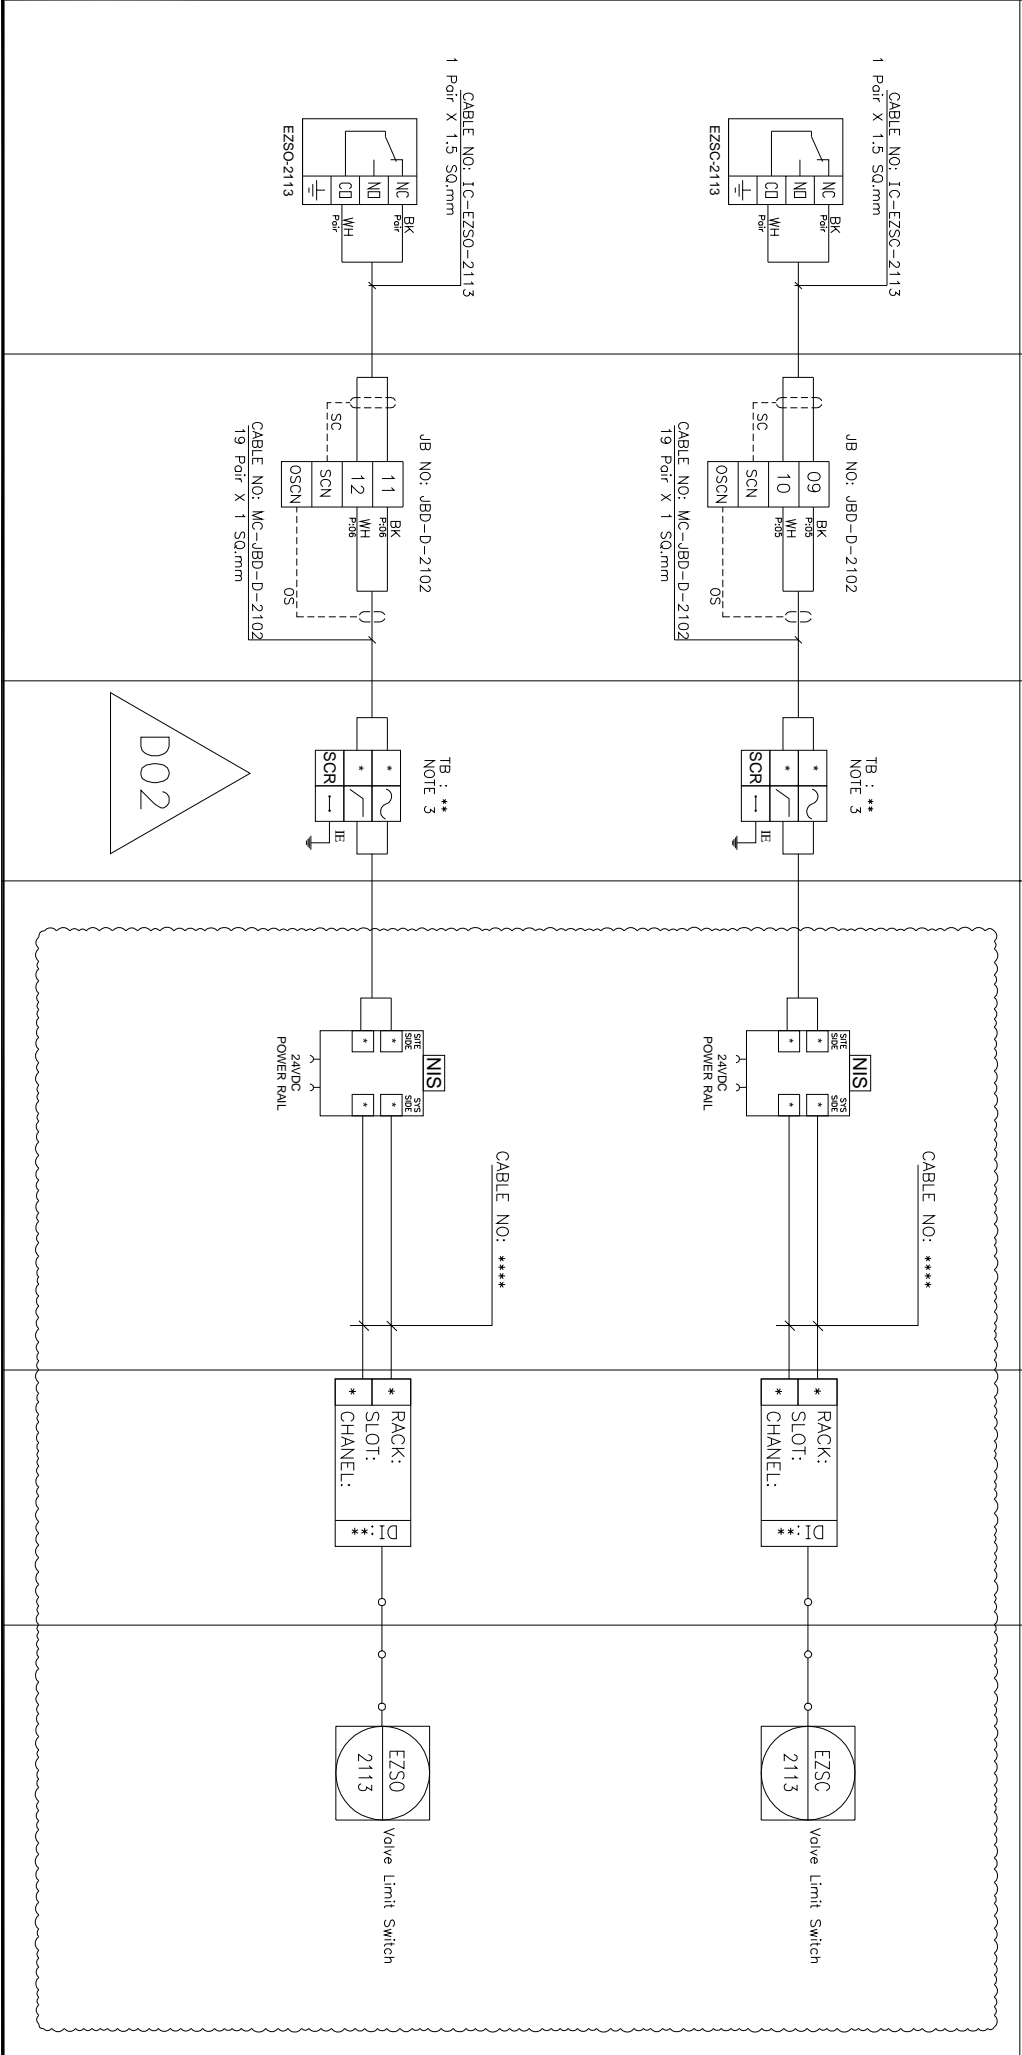 CABLE NO: IC-EZSC-2113
1 Pair X 1.5 SQ.mm
NC
NO
CO
BK
Pair
WH
Pair
EZSC-2113
JB NO: JBD-D-2102
09
10
SCN
OSCN
BK
P:05
WH
P:05
SC
OS
CABLE NO: MC-JBD-D-2102
19 Pair X 1 SQ.mm
TB : **
NOTE 3
*
*
SCR
IE
NIS
SITE
SIDE
SYS
SIDE
*
*
*
*
24VDC
POWER RAIL
CABLE NO: ****
*
*
RACK:
SLOT:
CHANEL:
DI:**
EZSC
2113
Valve Limit Switch
CABLE NO: IC-EZSO-2113
1 Pair X 1.5 SQ.mm
NC
NO
CO
BK
Pair
WH
Pair
EZSO-2113
JB NO: JBD-D-2102
11
12
SCN
OSCN
BK
P:06
WH
P:06
SC
OS
CABLE NO: MC-JBD-D-2102
19 Pair X 1 SQ.mm
TB : **
NOTE 3
*
*
SCR
IE
NIS
SITE
SIDE
SYS
SIDE
*
*
*
*
24VDC
POWER RAIL
CABLE NO: ****
*
*
RACK:
SLOT:
CHANEL:
DI:**
EZSO
2113
Valve Limit Switch
D02